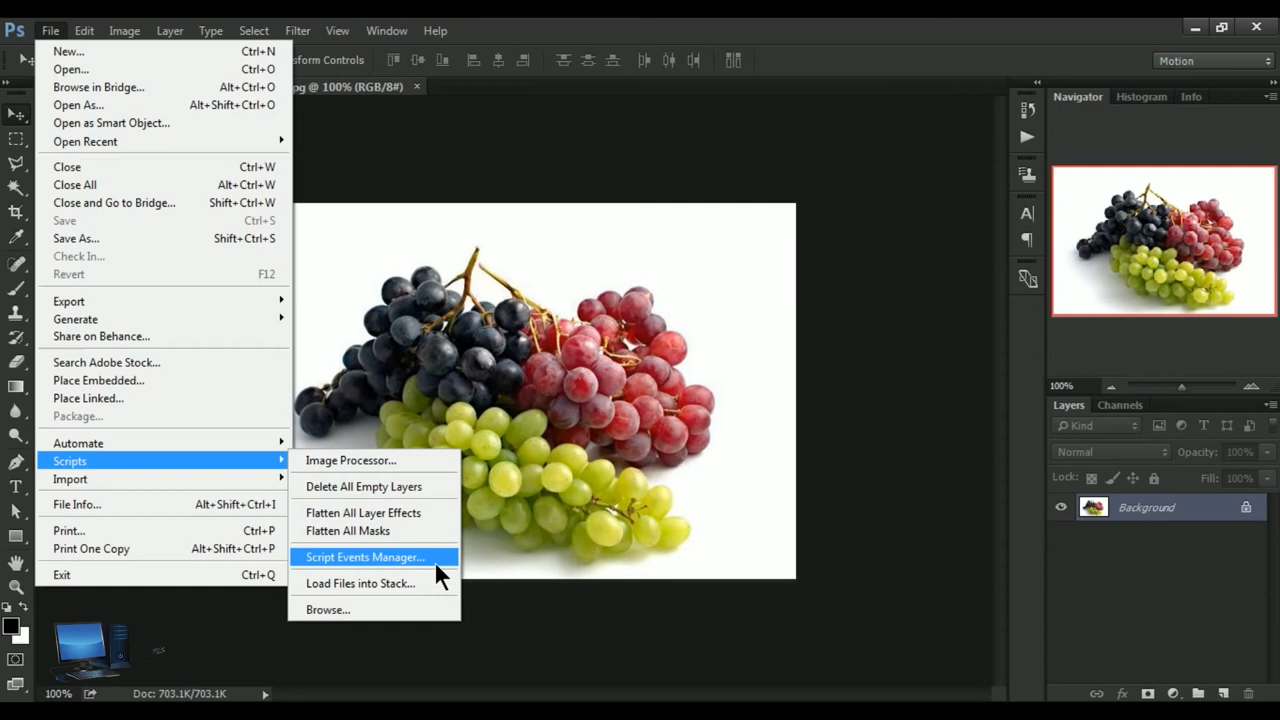 Ps File Edit Image Layer Type Select Filter View Window Help
sform Controls Motion
pg @ 100% (RGB/8#) ×
New... Ctrl+N
Open... Ctrl+O
Browse in Bridge... Alt+Ctrl+O
Open As... Alt+Shift+Ctrl+O
Open as Smart Object...
Open Recent
Close Ctrl+W
Close All Alt+Ctrl+W
Close and Go to Bridge... Shift+Ctrl+W
Save Ctrl+S
Save As... Shift+Ctrl+S
Check In...
Revert F12
Export
Generate
Share on Behance...
Search Adobe Stock...
Place Embedded...
Place Linked...
Package...
Automate
Scripts
Import
File Info... Alt+Shift+Ctrl+I
Print... Ctrl+P
Print One Copy Alt+Shift+Ctrl+P
Exit Ctrl+Q
Image Processor...
Delete All Empty Layers
Flatten All Layer Effects
Flatten All Masks
Script Events Manager...
Load Files into Stack...
Browse...
Navigator Histogram Info
100%
Layers Channels
Kind
Normal Opacity: 100%
Lock: Fill: 100%
Background
100% Doc: 703.1K/703.1K